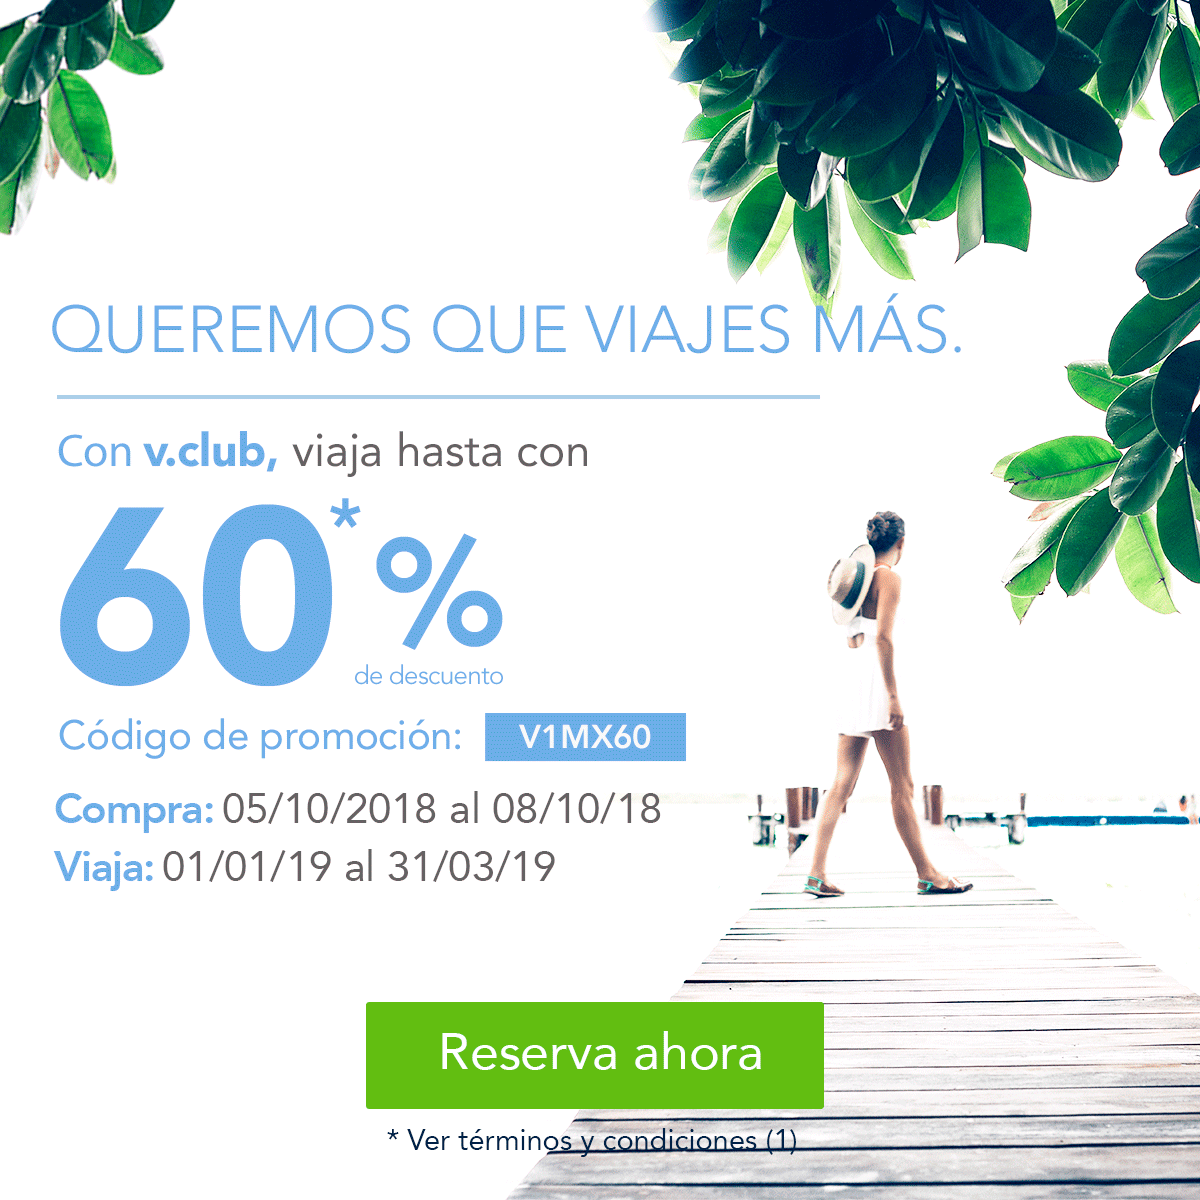 QUEREMOS QUE VIAJES MÁS.
Con v.club, viaja hasta con
60*%
de descuento
Código de promoción: V1MX60
Compra: 05/10/2018 al 08/10/18
Viaja: 01/01/19 al 31/03/19
Reserva ahora
* Ver términos y condiciones (1)